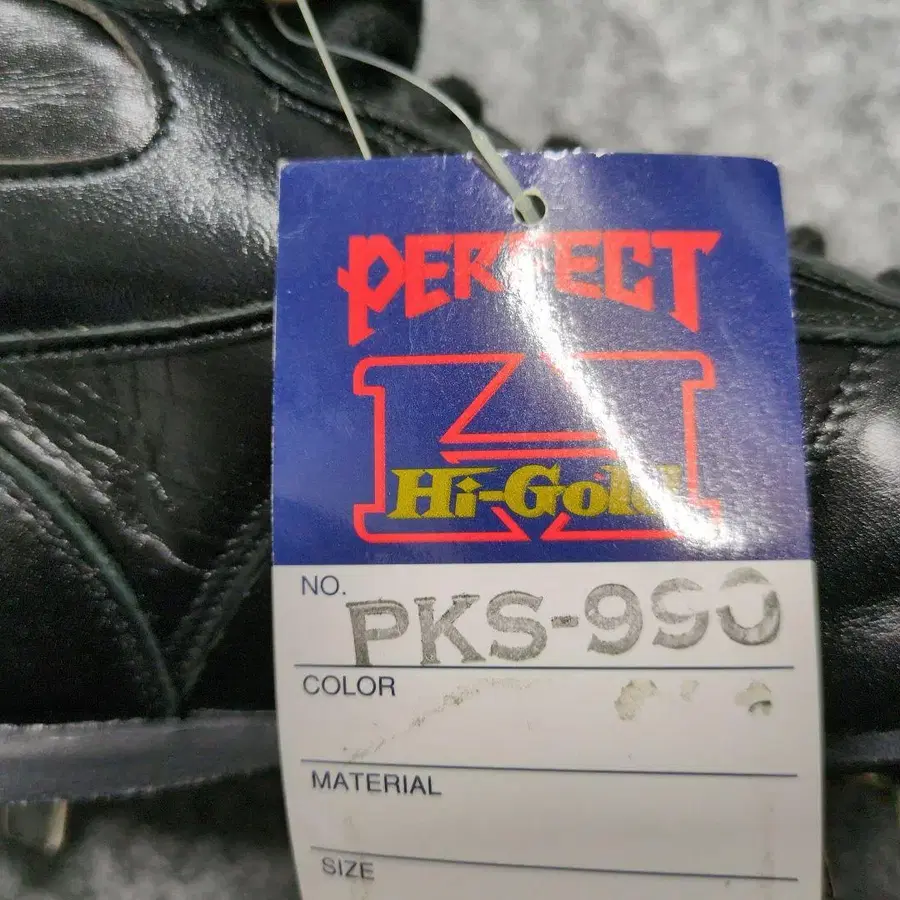 PERFECT
Hi-Gold
NO. PKS-990
COLOR
MATERIAL
SIZE